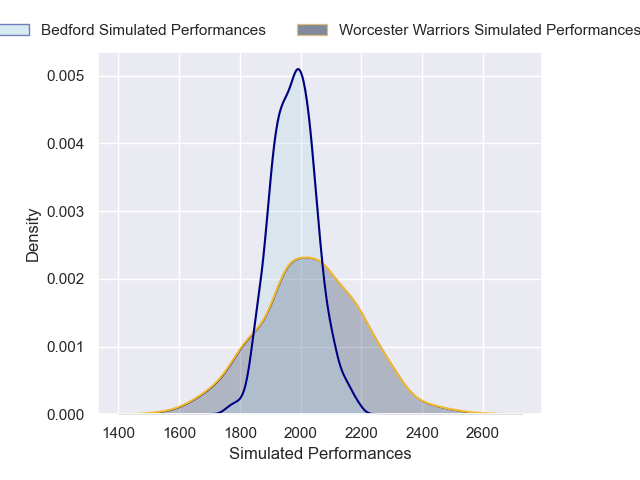 Bedford Simulated Performances
Worcester Warriors Simulated Performances
0.005
0.004
0.003
0.002
0.001
0.000
Density
1400 1600 1800 2000 2200 2400 2600
Simulated Performances